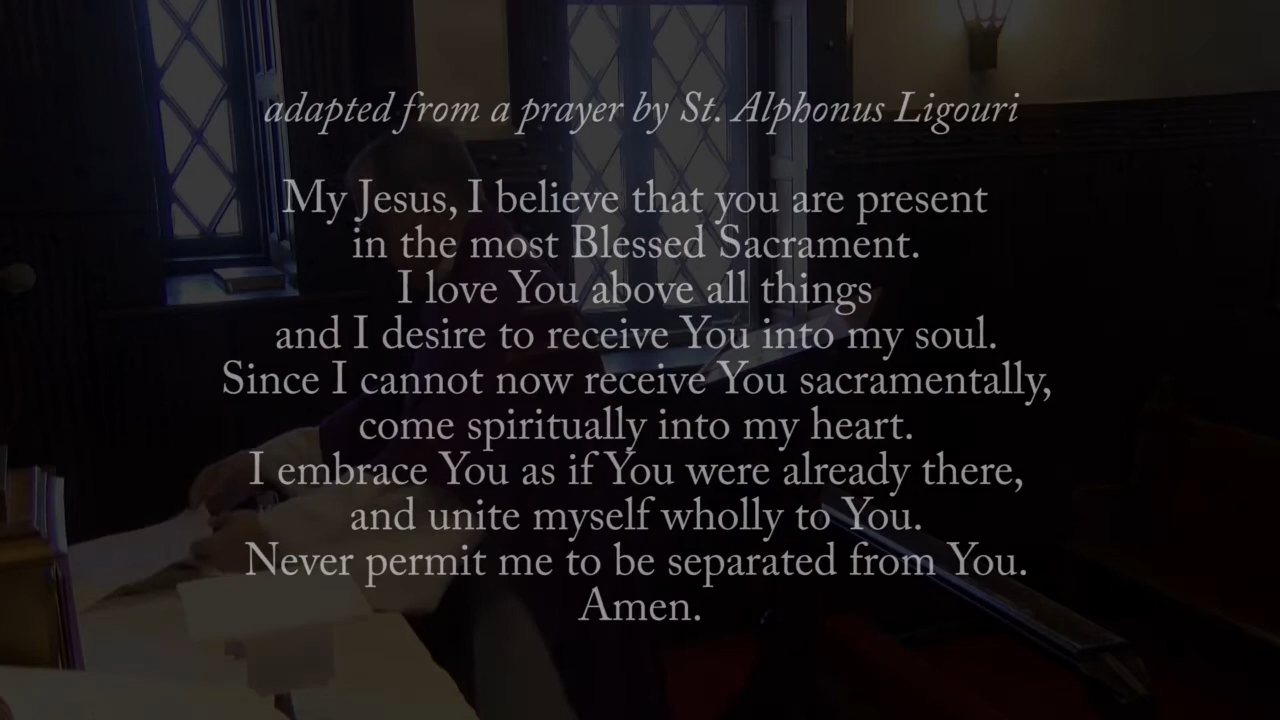 adapted from a prayer by St. Alphonus Ligouri
My Jesus, I believe that you are present
in the most Blessed Sacrament.
I love You above all things
and I desire to receive You into my soul.
Since I cannot now receive You sacramentally,
come spiritually into my heart.
I embrace You as if You were already there,
and unite myself wholly to You.
Never permit me to be separated from You.
Amen.